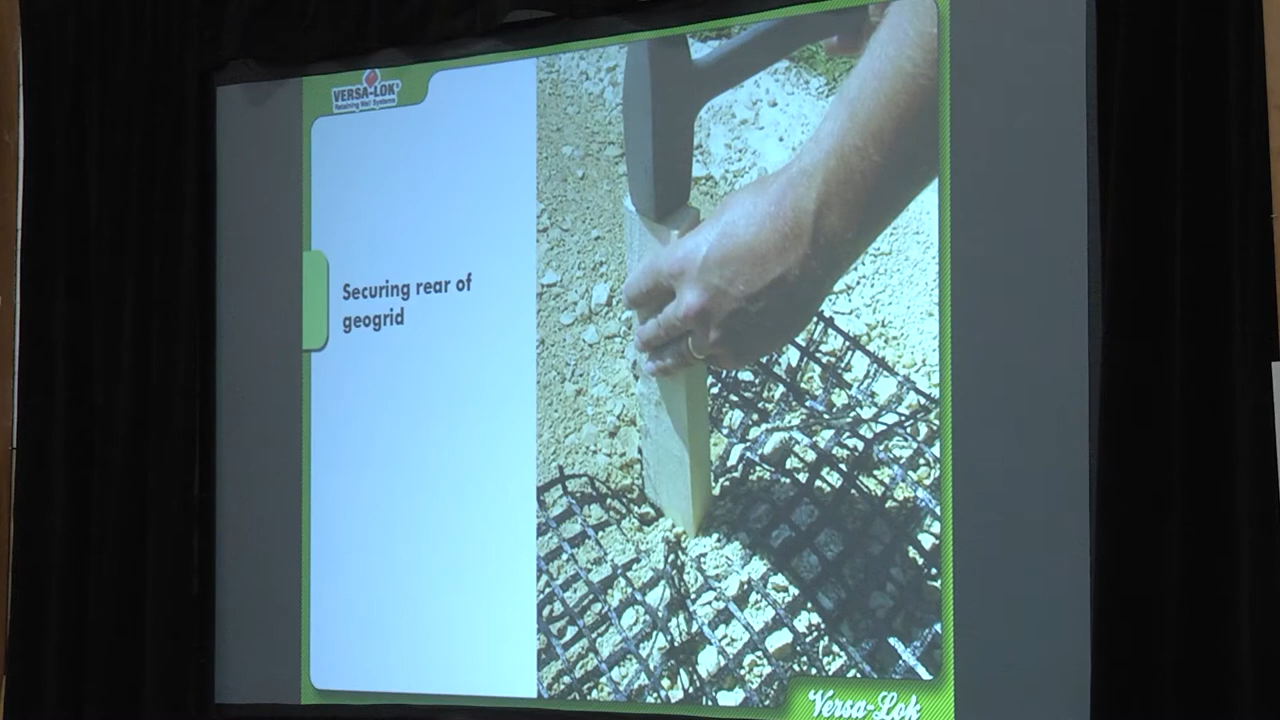 VERSA-LOK®
Retaining Wall Systems
Securing rear of
geogrid
Versa-Lok